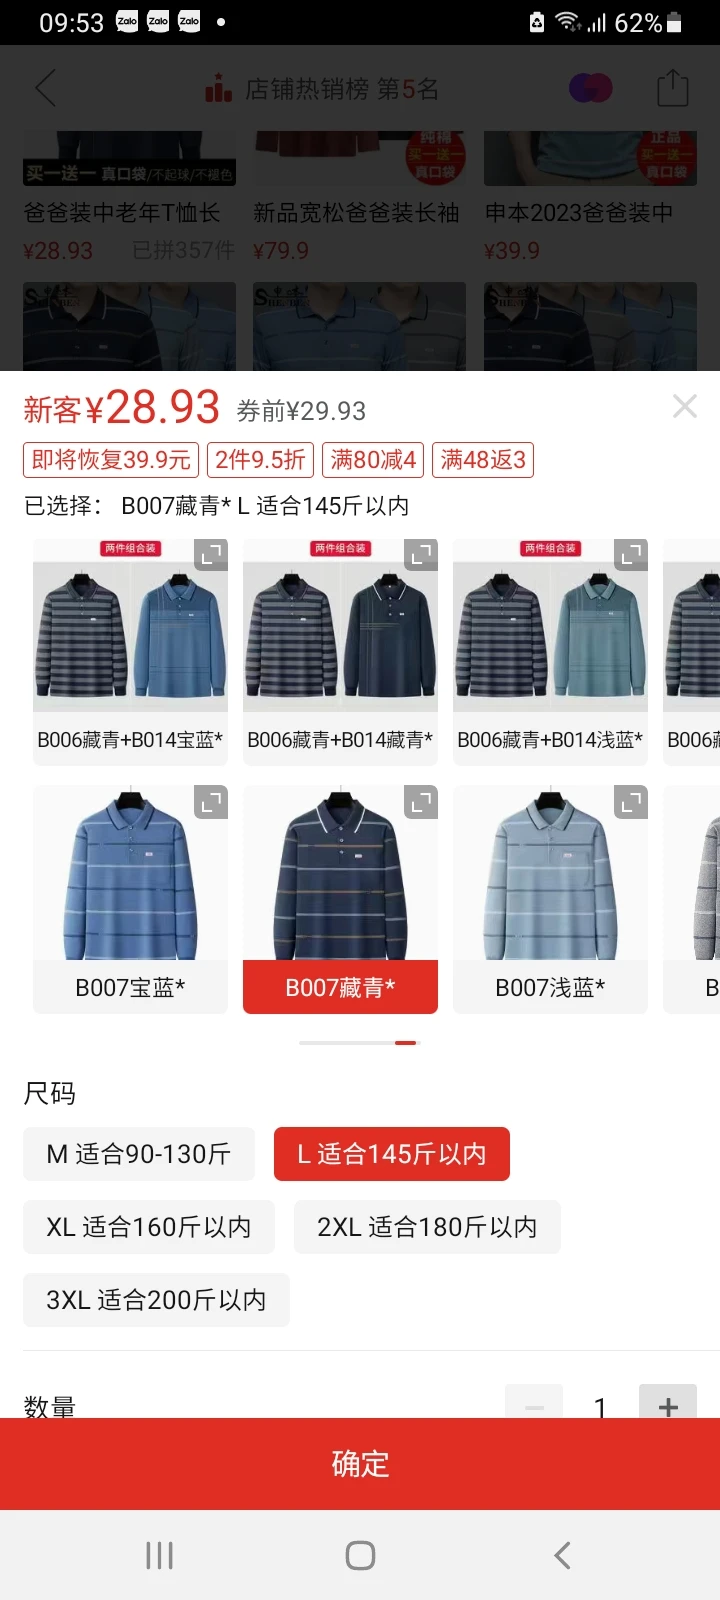 09:53 Zalo Zalo Zalo 62%
店铺热销榜 第5名
纯棉
买一送一
真口袋
正品
买一送一
真口袋
买一送一 真口袋/不起球/不褪色
爸爸装中老年T恤长
新品宽松爸爸装长袖
申本2023爸爸装中
¥28.93 已拼357件
¥79.9
¥39.9
新客¥28.93 券前¥29.93
即将恢复39.9元 2件9.5折 满80减4 满48返3
已选择： B007藏青* L 适合145斤以内
两件组合装 两件组合装 两件组合装
B006藏青+B014宝蓝* B006藏青+B014藏青* B006藏青+B014浅蓝* B006
B007宝蓝* B007藏青* B007浅蓝* B
尺码
M 适合90-130斤 L 适合145斤以内
XL 适合160斤以内 2XL 适合180斤以内
3XL 适合200斤以内
数量 1
确定